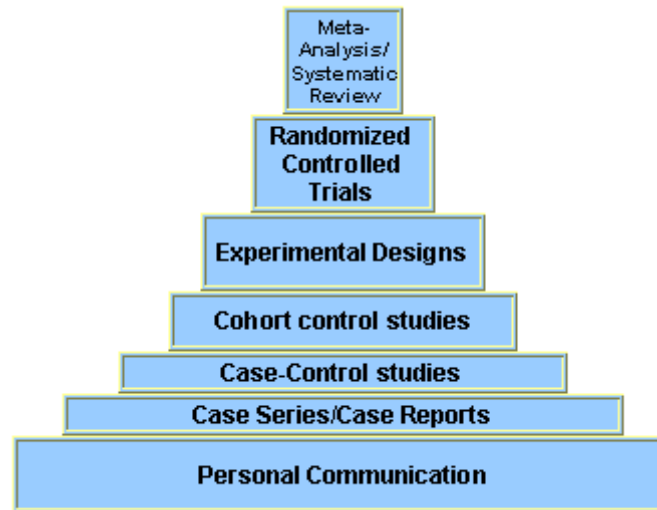 Meta-
Analysis/
Systematic
Review
Randomized
Controlled
Trials
Experimental Designs
Cohort control studies
Case-Control studies
Case Series/Case Reports
Personal Communication